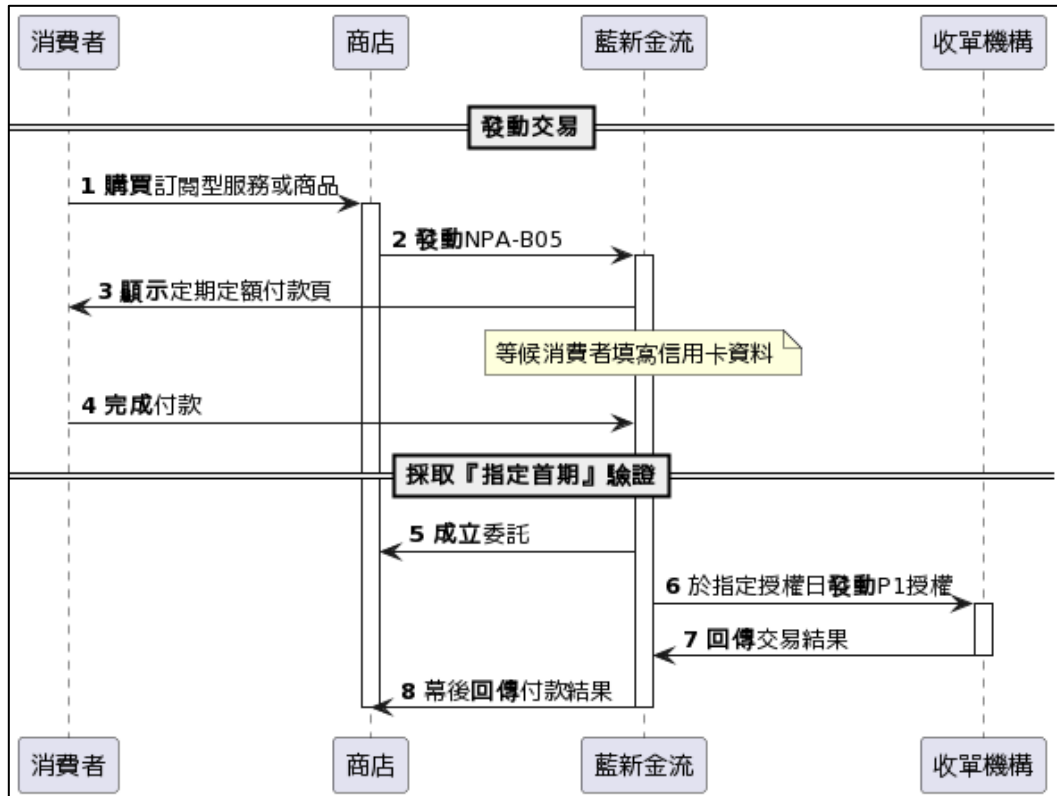 消費者 商店 藍新金流 收單機構
發動交易
1 購買訂閱型服務或商品
2 發動NPA-B05
3 顯示定期定額付款頁
等候消費者填寫信用卡資料
4 完成付款
採取『指定首期』驗證
5 成立委託
6 於指定授權日發動P1授權
7 回傳交易結果
8 幕後回傳付款結果
消費者 商店 藍新金流 收單機構